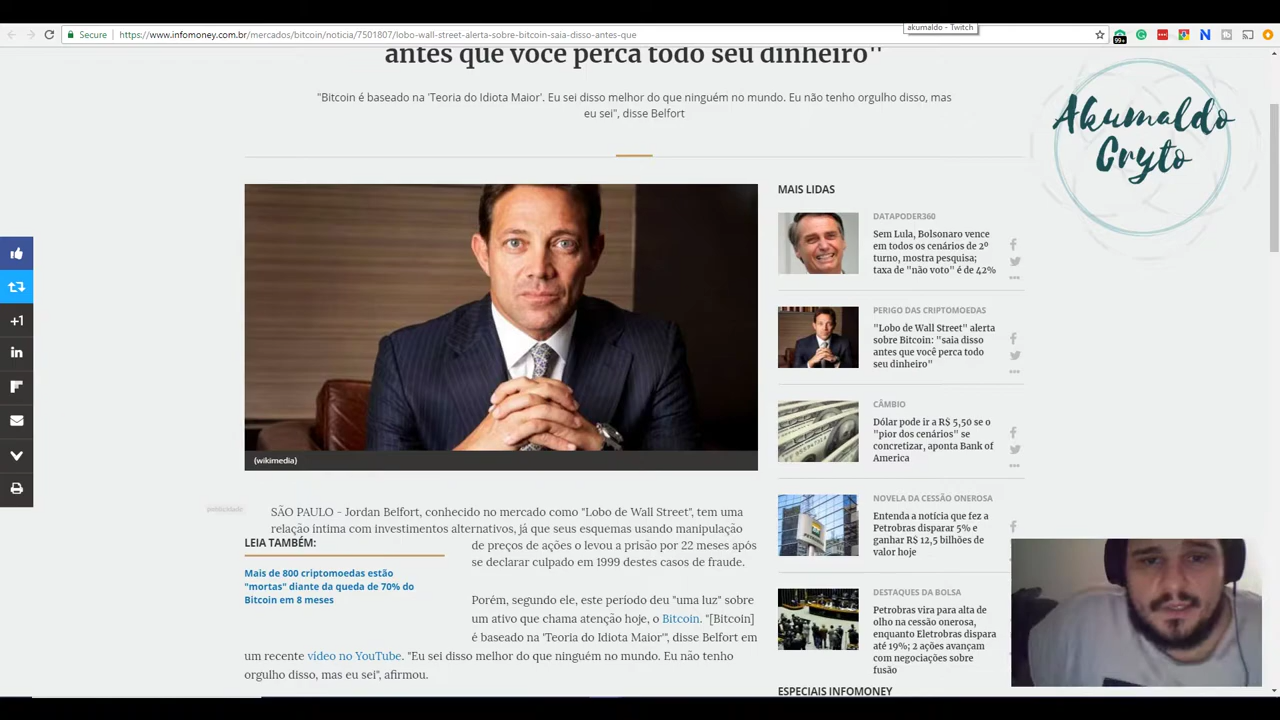 akumaldo - Twitch
Secure
https://www.infomoney.com.br/mercados/bitcoin/noticia/7501807/lobo-wall-street-alerta-sobre-bitcoin-saia-disso-antes-que
99+
antes que você perca todo seu dinheiro"
"Bitcoin é baseado na 'Teoria do Idiota Maior'. Eu sei disso melhor do que ninguém no mundo. Eu não tenho orgulho disso, mas
eu sei", disse Belfort
Akumaldo
Cryto
(wikimedia)
+1
publicidade
SÃO PAULO - Jordan Belfort, conhecido no mercado como "Lobo de Wall Street", tem uma
relação íntima com investimentos alternativos, já que seus esquemas usando manipulação
de preços de ações o levou a prisão por 22 meses após
se declarar culpado em 1999 destes casos de fraude.
LEIA TAMBÉM:
Mais de 800 criptomoedas estão
"mortas" diante da queda de 70% do
Bitcoin em 8 meses
Porém, segundo ele, este período deu "uma luz" sobre
um ativo que chama atenção hoje, o Bitcoin. "[Bitcoin]
é baseado na 'Teoria do Idiota Maior'", disse Belfort em
um recente vídeo no YouTube. "Eu sei disso melhor do que ninguém no mundo. Eu não tenho
orgulho disso, mas eu sei", afirmou.
MAIS LIDAS
DATAPODER360
Sem Lula, Bolsonaro vence
em todos os cenários de 2º
turno, mostra pesquisa;
taxa de "não voto" é de 42%
PERIGO DAS CRIPTOMOEDAS
"Lobo de Wall Street" alerta
sobre Bitcoin: "saia disso
antes que você perca todo
seu dinheiro"
CÂMBIO
Dólar pode ir a R$ 5,50 se o
"pior dos cenários" se
concretizar, aponta Bank of
America
NOVELA DA CESSÃO ONEROSA
Entenda a notícia que fez a
Petrobras disparar 5% e
ganhar R$ 12,5 bilhões de
valor hoje
DESTAQUES DA BOLSA
Petrobras vira para alta de
olho na cessão onerosa,
enquanto Eletrobras dispara
até 19%; 2 ações avançam
com negociações sobre
fusão
ESPECIAIS INFOMONEY